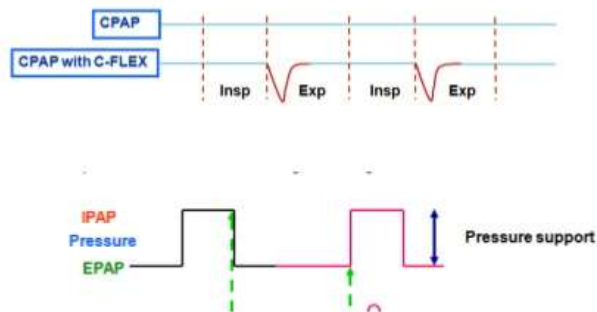 CPAP
CPAP with C-FLEX
Insp Exp Insp Exp
IPAP
Pressure
EPAP
Pressure support